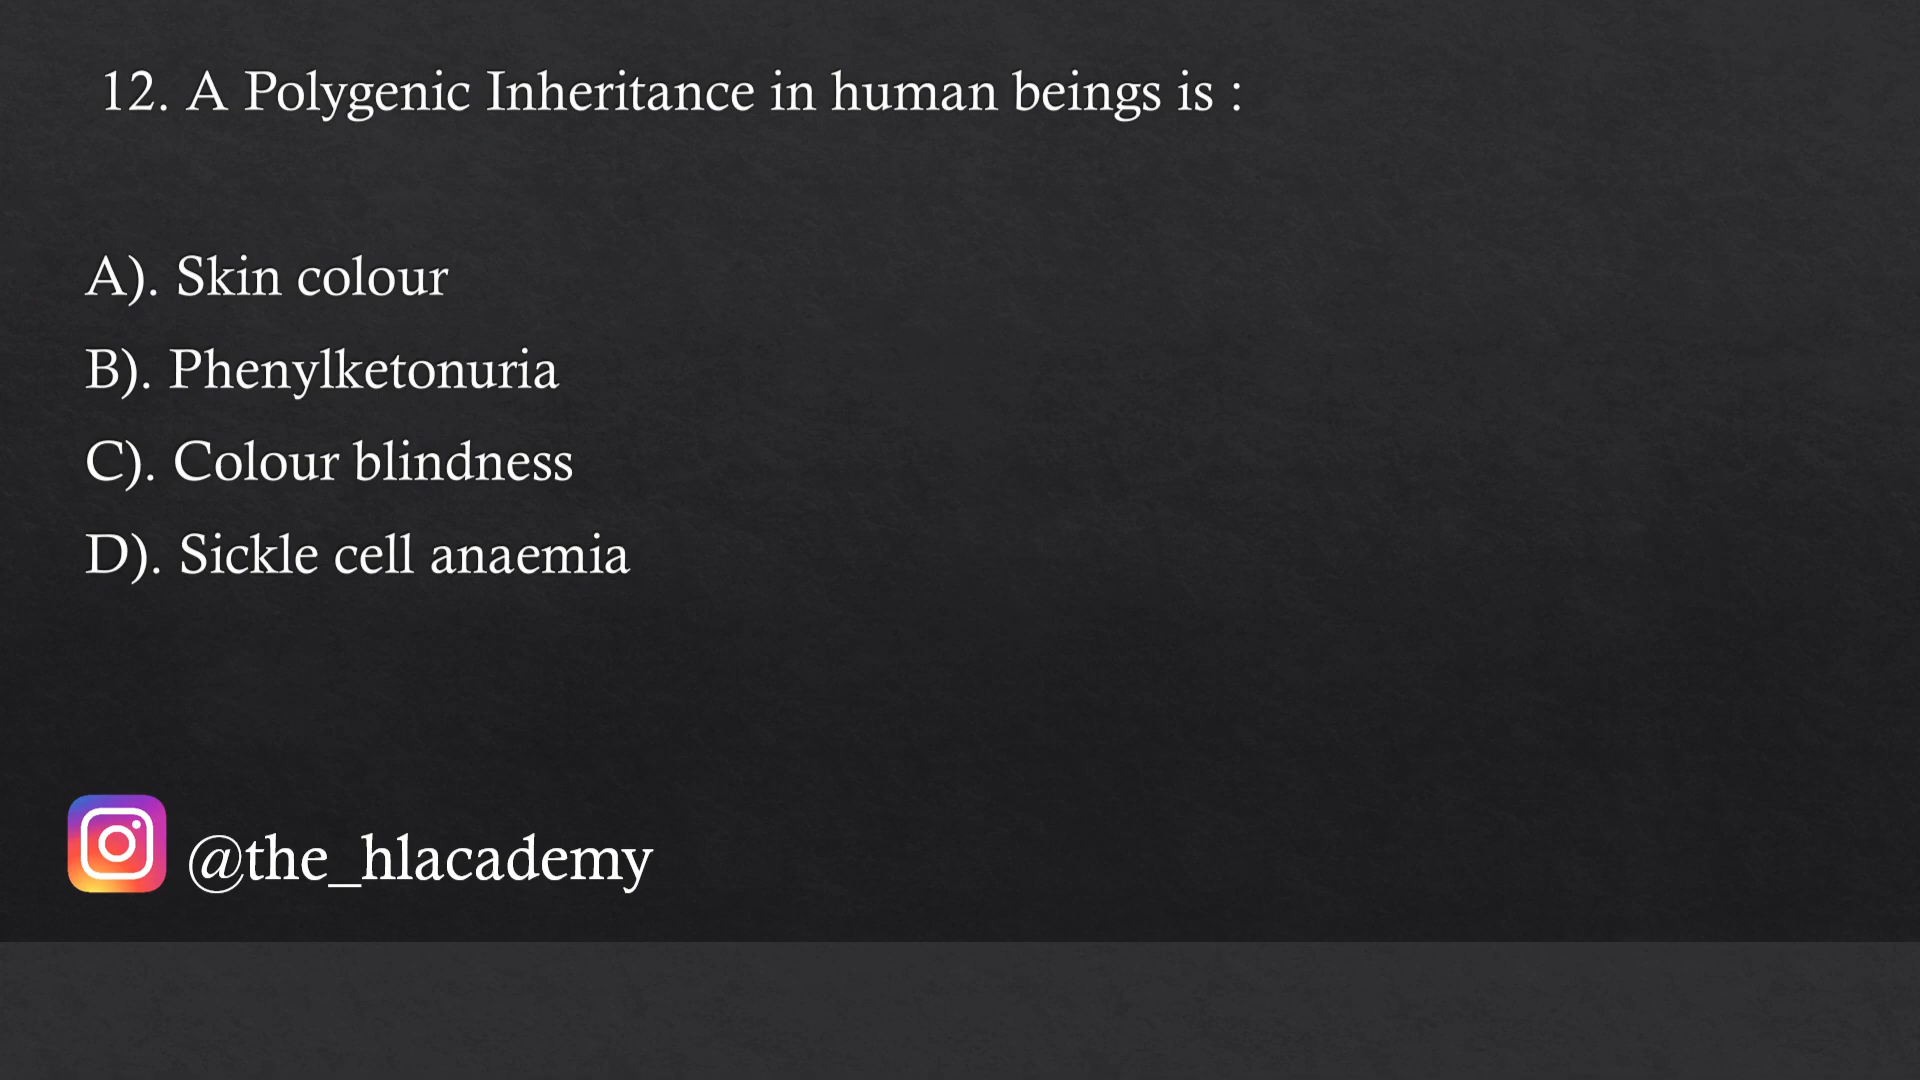 12. A Polygenic Inheritance in human beings is :
A). Skin colour
B). Phenylketonuria
C). Colour blindness
D). Sickle cell anaemia
@the_hlacademy